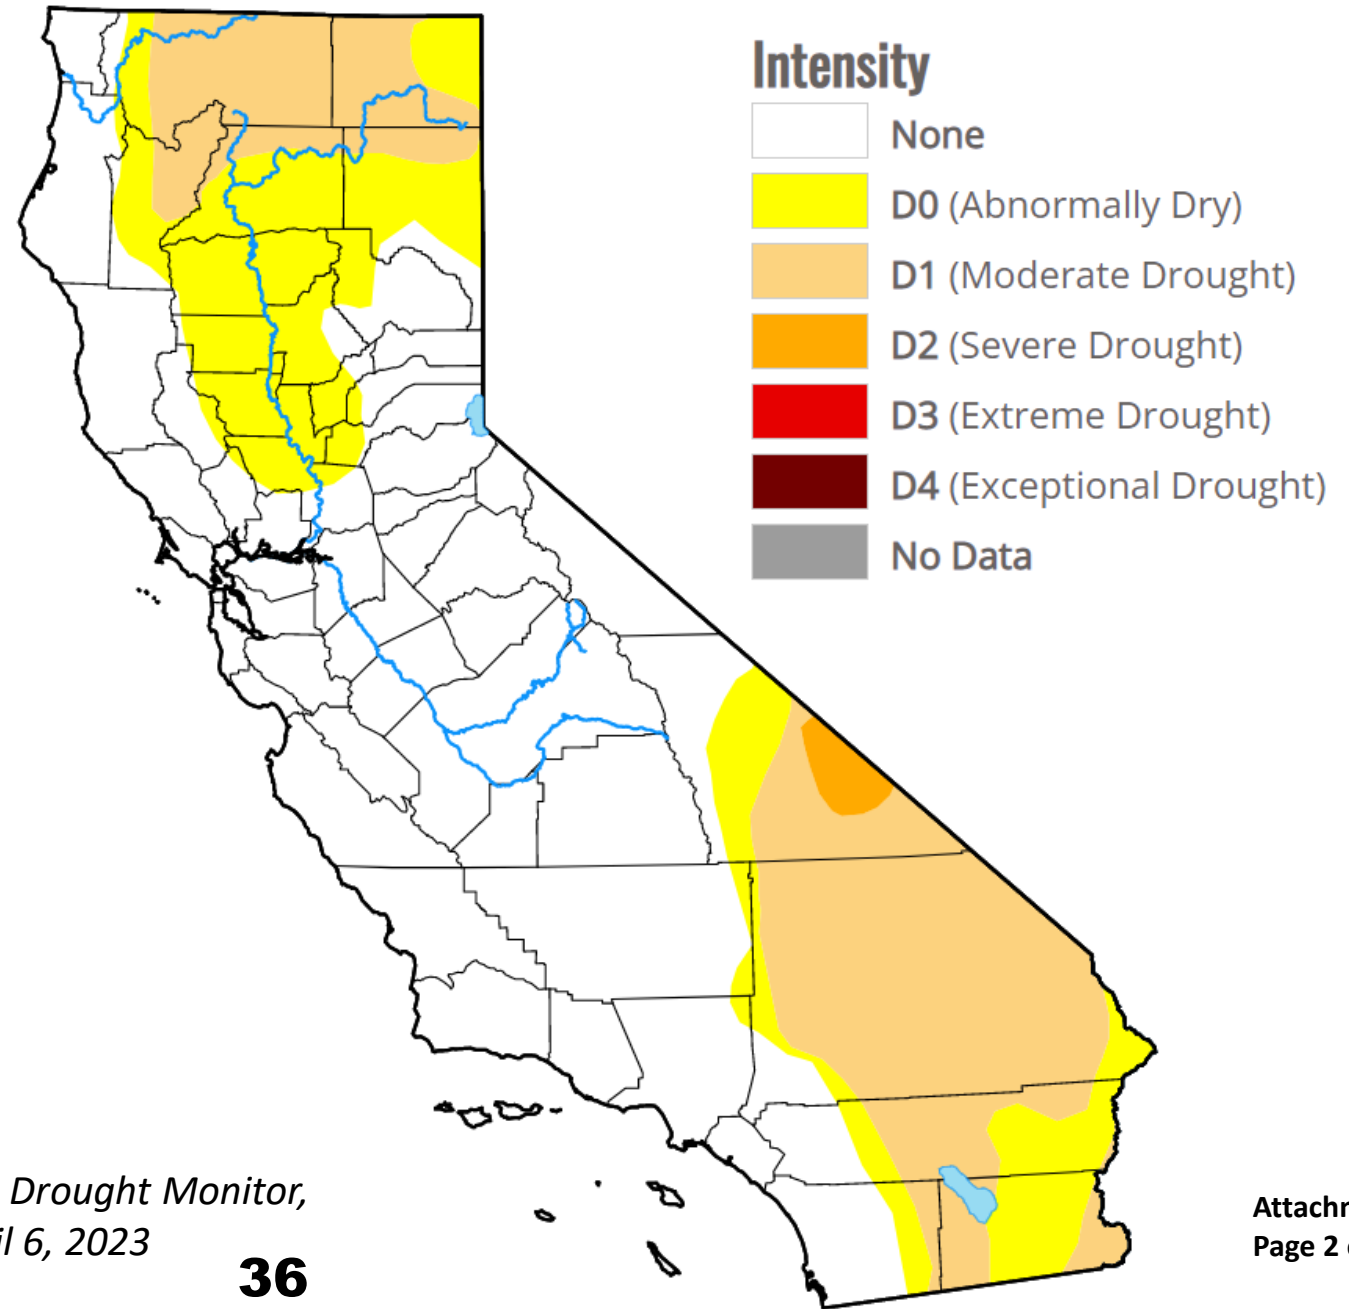 Intensity
None
D0 (Abnormally Dry)
D1 (Moderate Drought)
D2 (Severe Drought)
D3 (Extreme Drought)
D4 (Exceptional Drought)
No Data
Drought Monitor,
6, 2023
36
Page 2